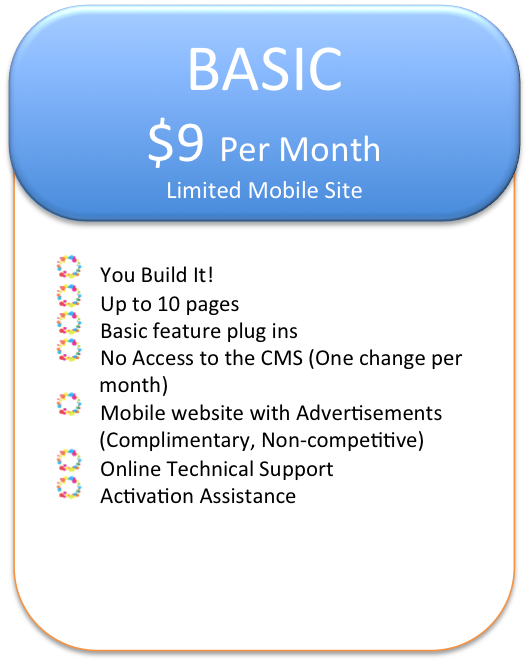 BASIC
$9 Per Month
Limited Mobile Site
You Build It!
Up to 10 pages
Basic feature plug ins
No Access to the CMS (One change per
month)
Mobile website with Advertisements
(Complimentary, Non-competitive)
Online Technical Support
Activation Assistance